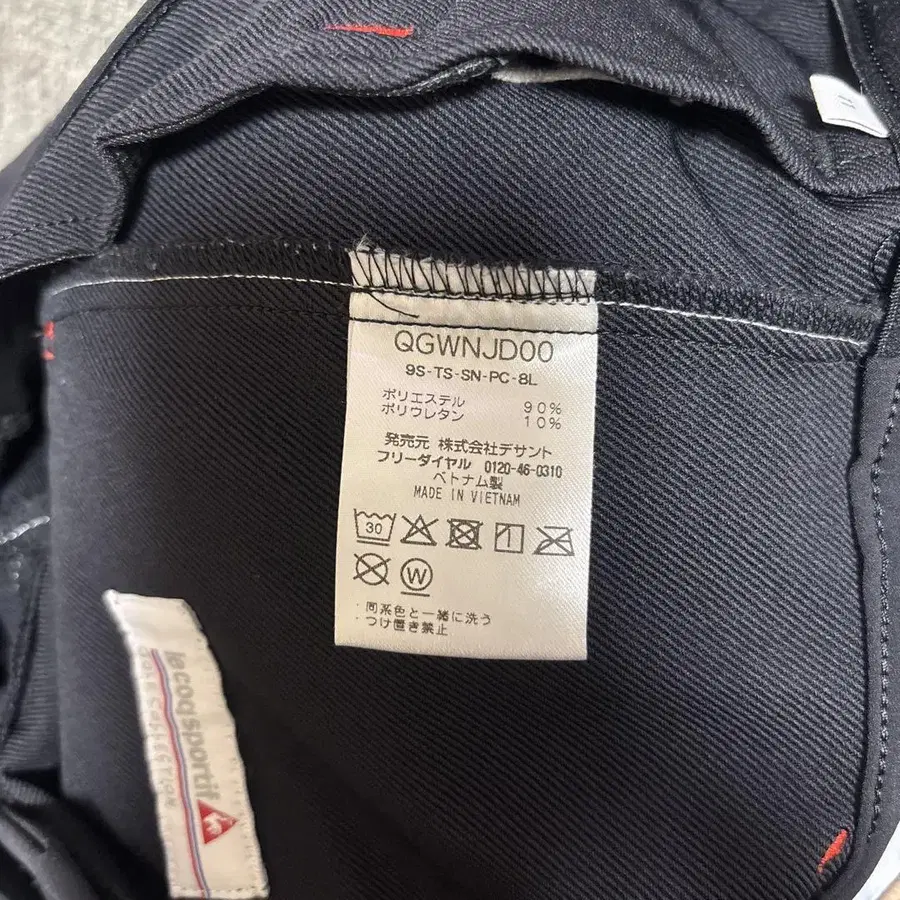 QGWNJD00
9S-TS-SN-PC-8L
ポリエステル 90%
ポリウレタン 10%
発売元 株式会社デサント
フリーダイヤル 0120-46-0310
ベトナム製
MADE IN VIETNAM
30
W
・同系色と一緒に洗う
・つけ置き禁止
le coq sportif
GOLF COLLECTION